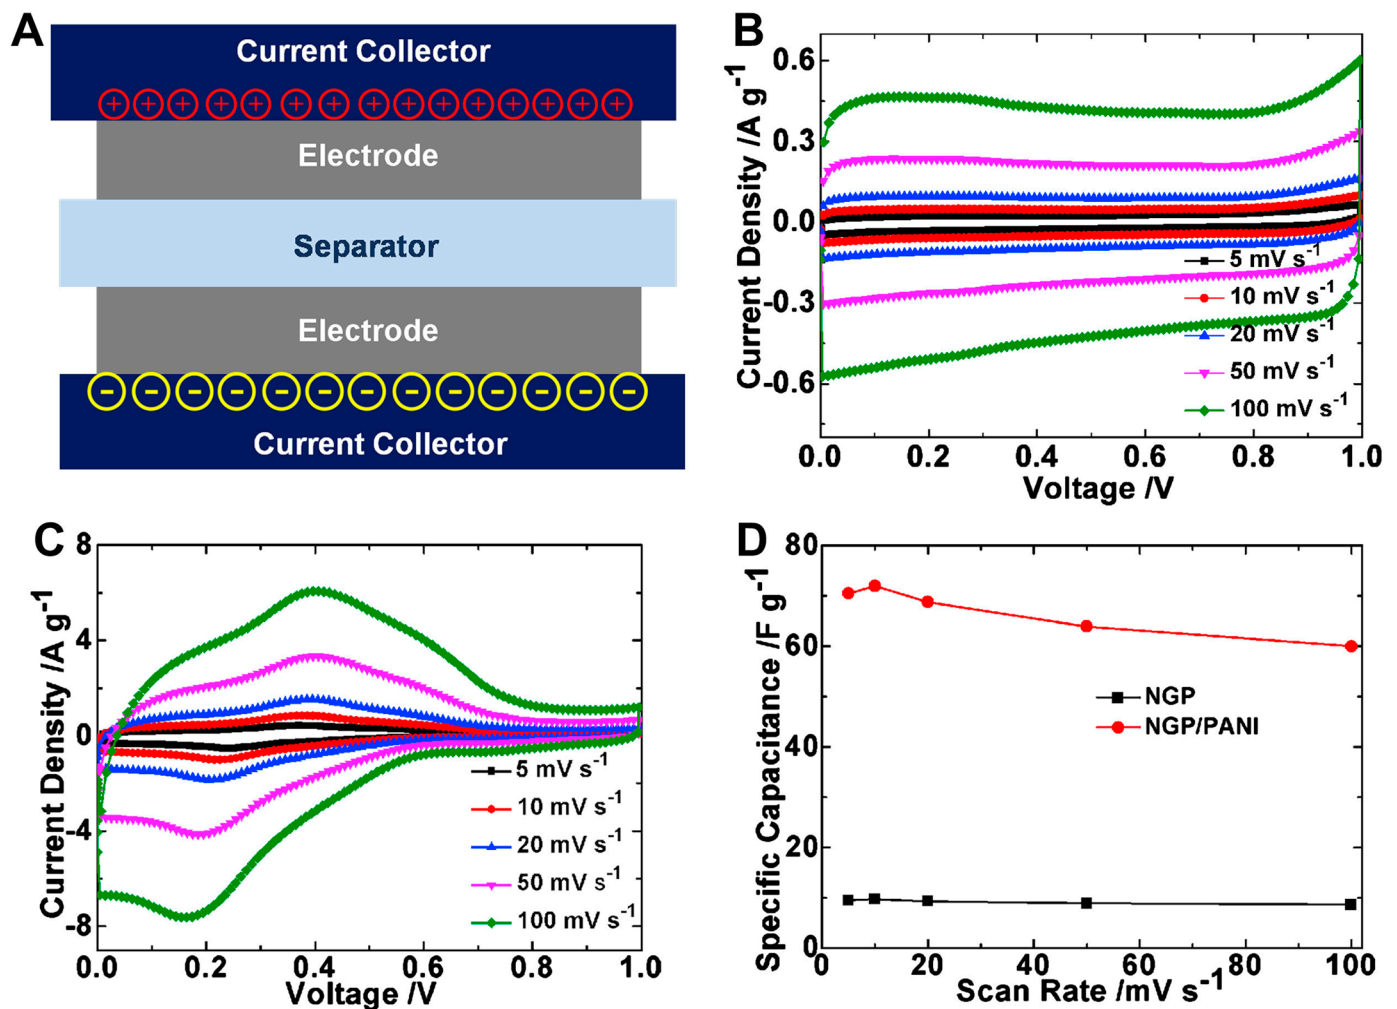 A
Current Collector
+ + + + + + + + + + + + + + +
Electrode
Separator
Electrode
- - - - - - - - - - - - -
Current Collector
B
Current Density /A g⁻¹
0.6
0.3
0.0
-0.3
-0.6
5 mV s⁻¹
10 mV s⁻¹
20 mV s⁻¹
50 mV s⁻¹
100 mV s⁻¹
0.0 0.2 0.4 0.6 0.8 1.0
Voltage /V
C
Current Density /A g⁻¹
8
4
0
-4
-8
5 mV s⁻¹
10 mV s⁻¹
20 mV s⁻¹
50 mV s⁻¹
100 mV s⁻¹
0.0 0.2 0.4 0.6 0.8 1.0
Voltage /V
D
Specific Capacitance /F g⁻¹
80
60
40
20
0
NGP
NGP/PANI
0 20 40 60 80 100
Scan Rate /mV s⁻¹